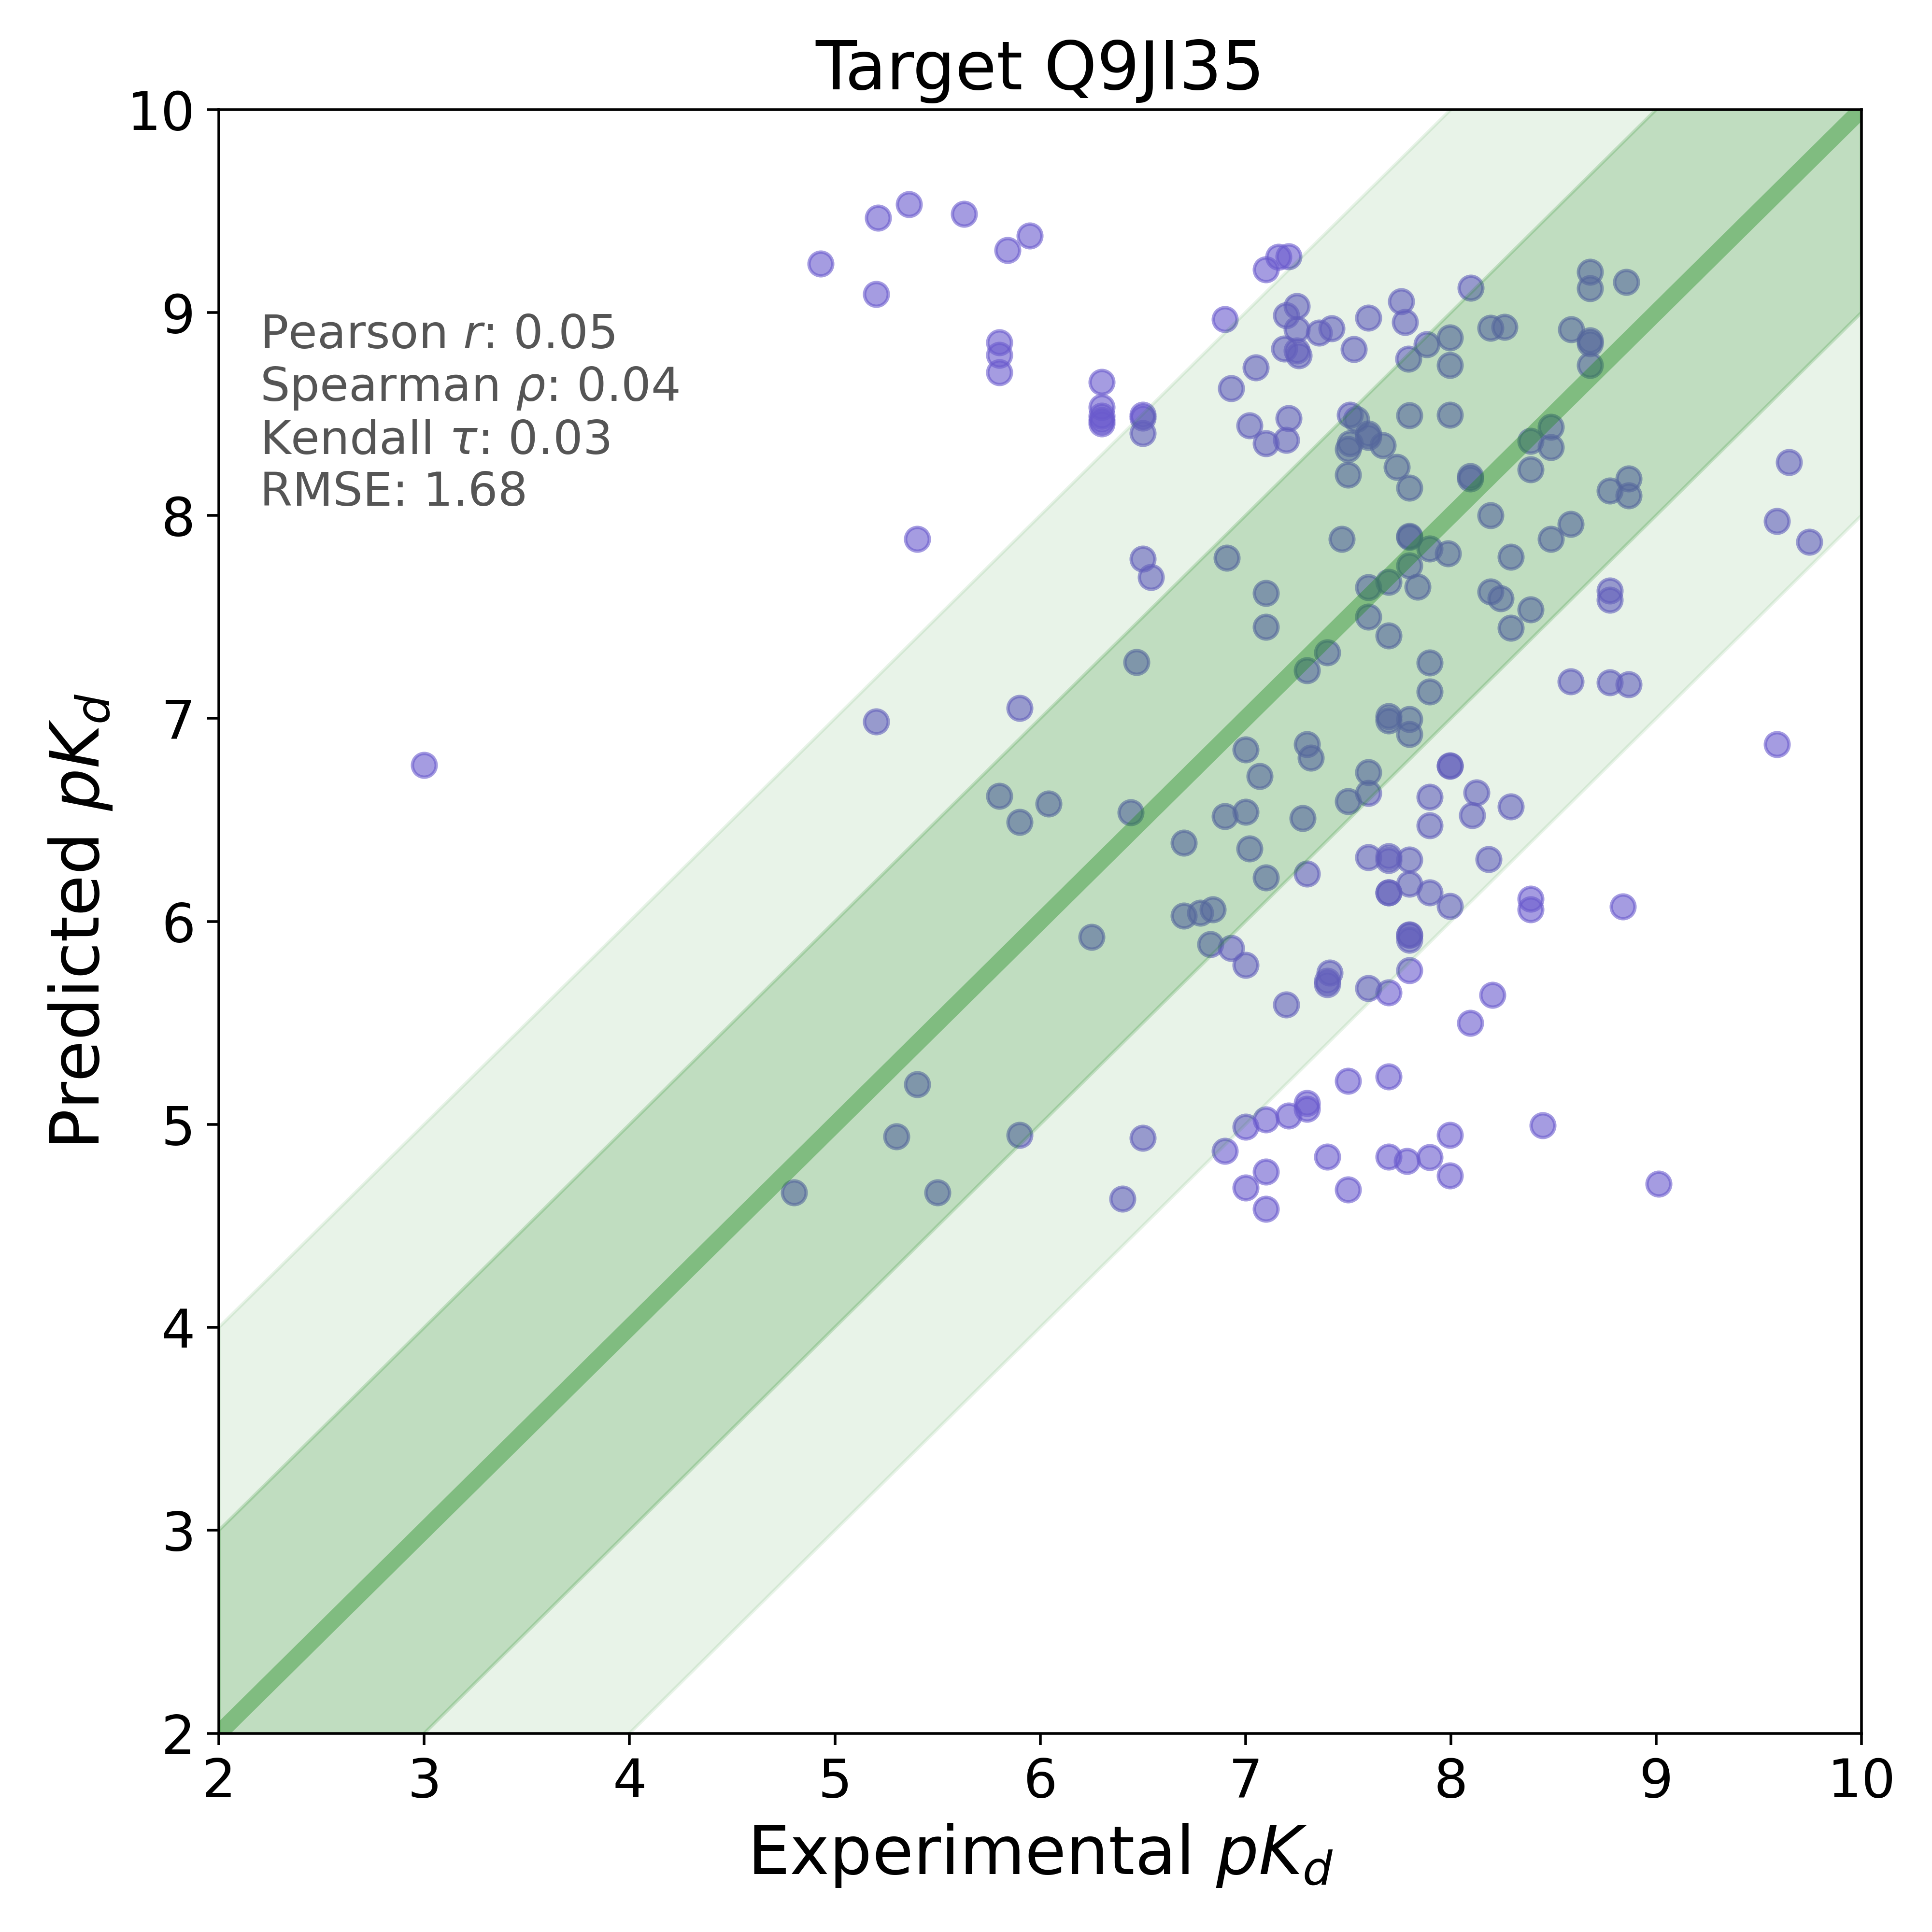 Target Q9JI35
10
9
8
7
6
5
4
3
2
Pearson r: 0.05
Spearman ρ: 0.04
Kendall τ: 0.03
RMSE: 1.68
Predicted pKd
2 3 4 5 6 7 8 9 10
Experimental pKd